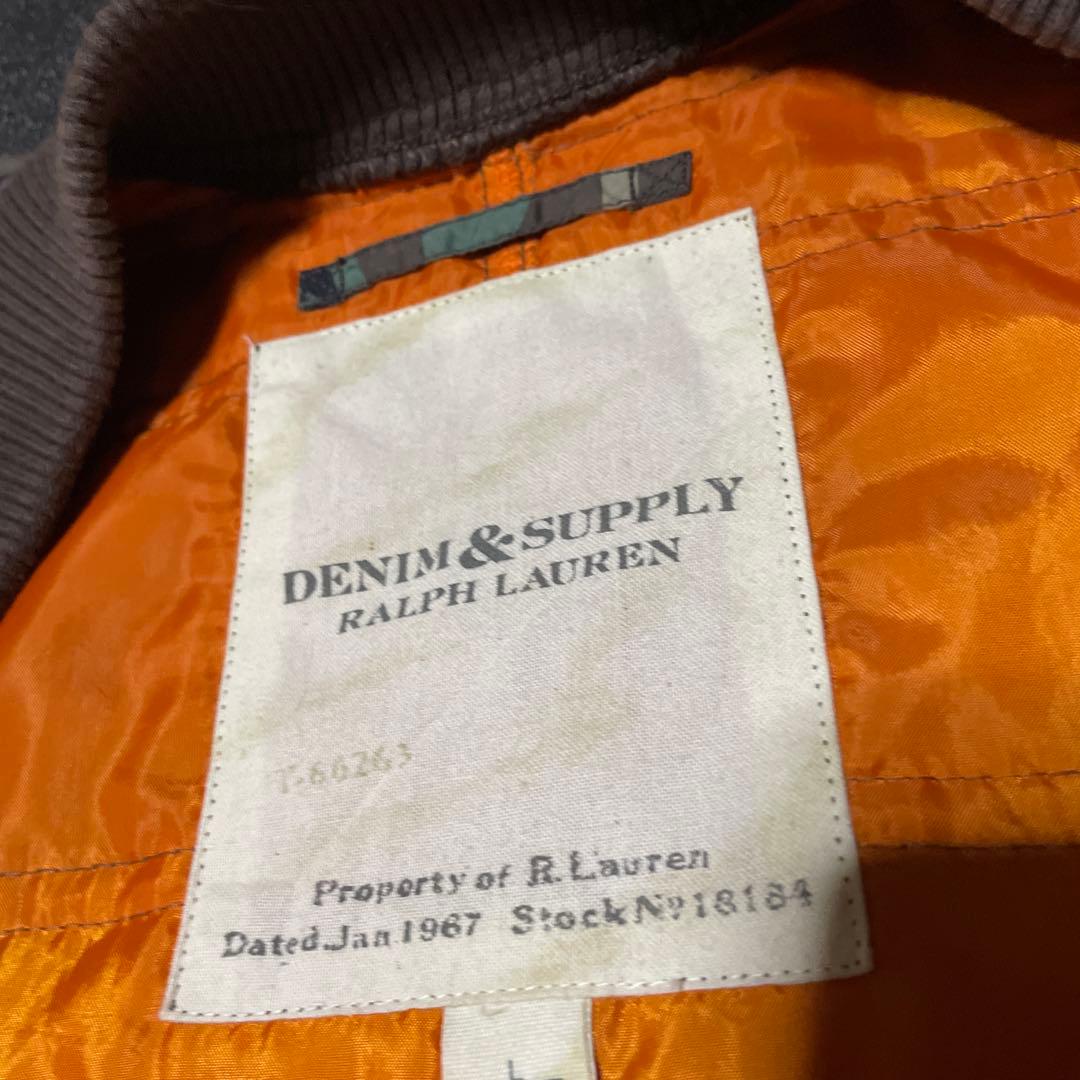 DENIM&SUPPLY
RALPH LAUREN
T-66263
Property of R. Lauren
Dated Jan 1967 Stock Nº 18184
L